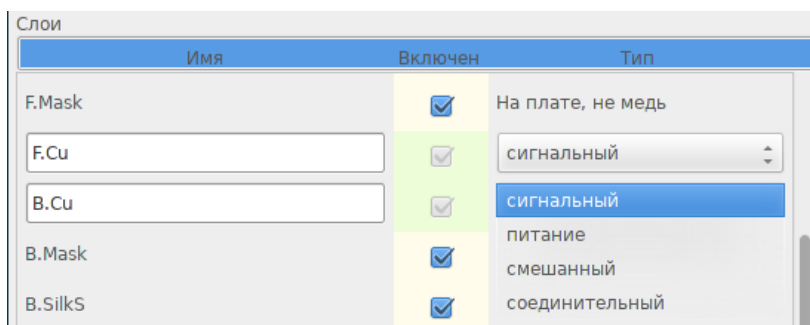 Слои
Имя Включен Тип
F.Mask На плате, не медь
F.Cu сигнальный
B.Cu сигнальный
питание
B.Mask смешанный
B.SilkS соединительный